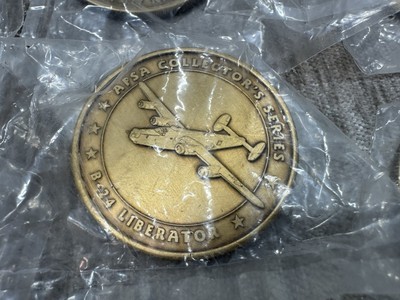 AFSA COLLECTOR'S SERIES
B-24 LIBERATOR